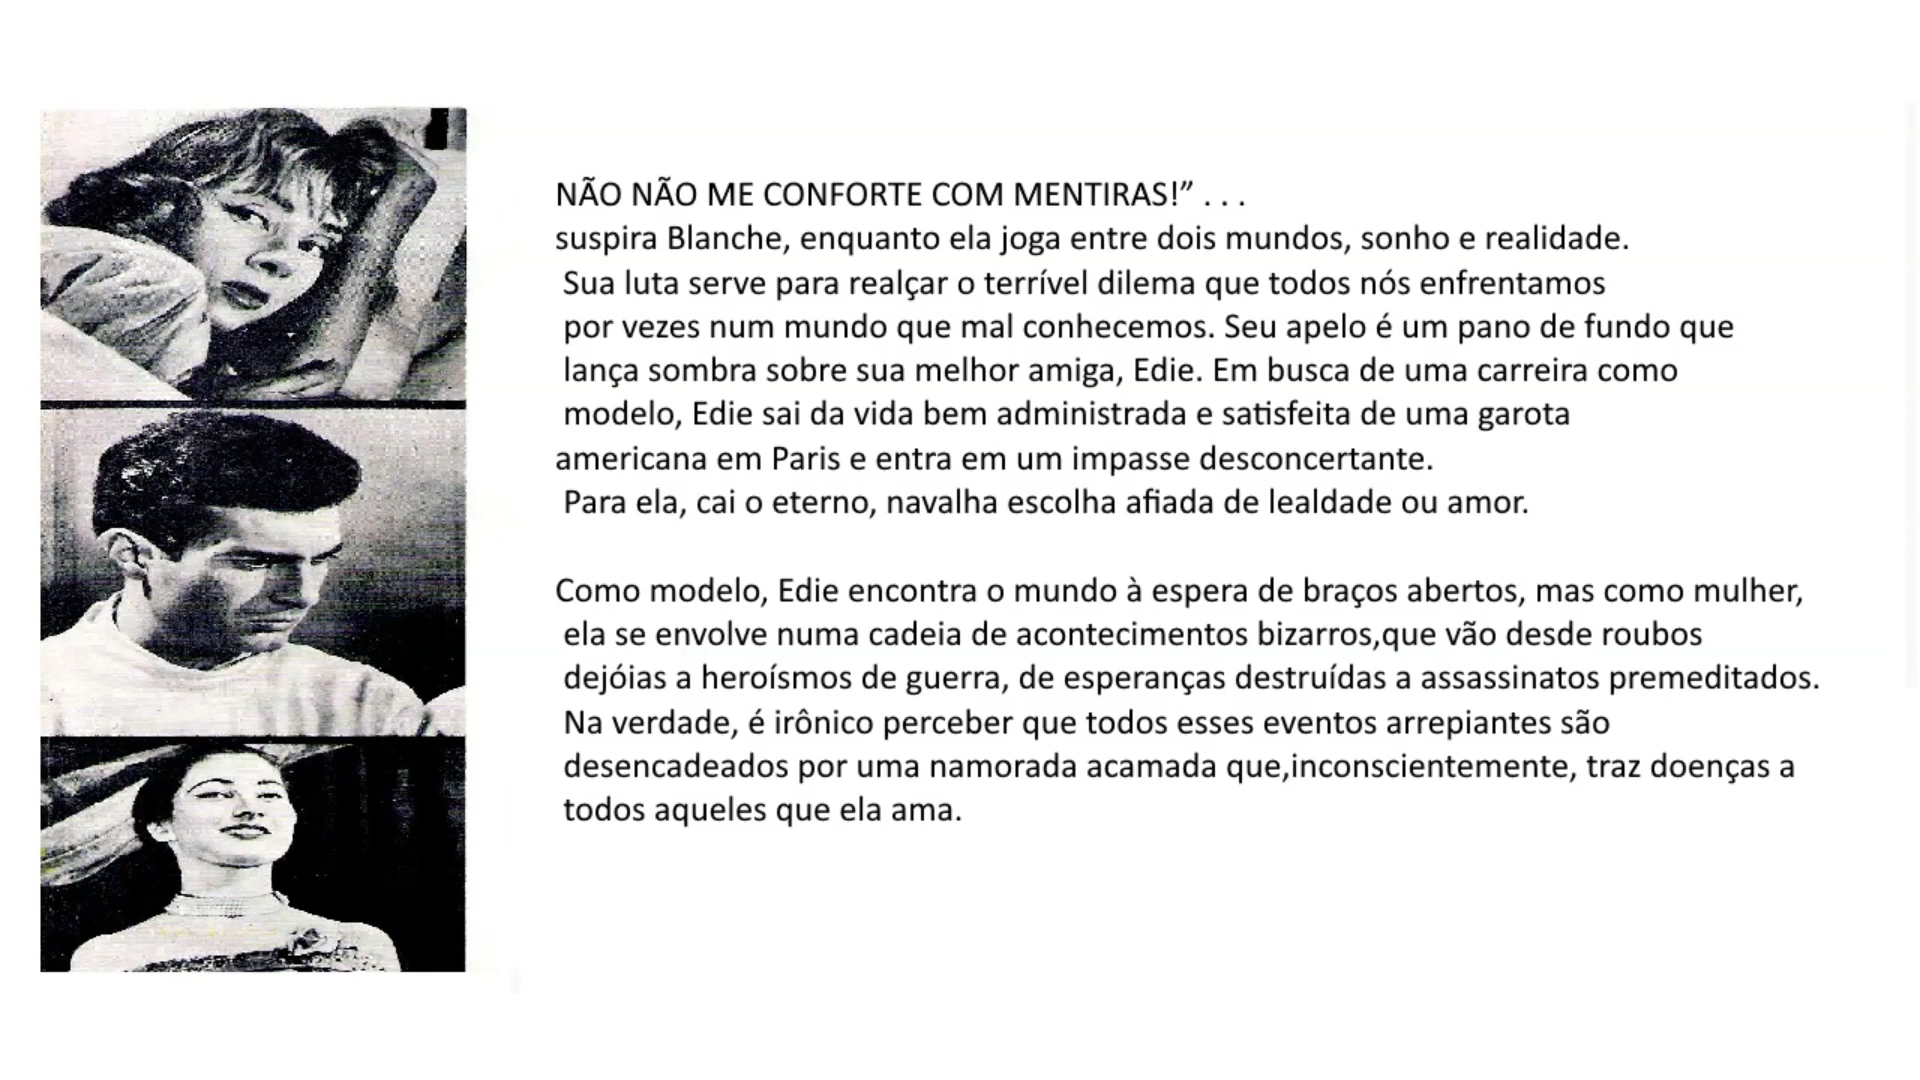 NÃO NÃO ME CONFORTE COM MENTIRAS!” . . .
suspira Blanche, enquanto ela joga entre dois mundos, sonho e realidade.
Sua luta serve para realçar o terrível dilema que todos nós enfrentamos
por vezes num mundo que mal conhecemos. Seu apelo é um pano de fundo que
lança sombra sobre sua melhor amiga, Edie. Em busca de uma carreira como
modelo, Edie sai da vida bem administrada e satisfeita de uma garota
americana em Paris e entra em um impasse desconcertante.
Para ela, cai o eterno, navalha escolha afiada de lealdade ou amor.
Como modelo, Edie encontra o mundo à espera de braços abertos, mas como mulher,
ela se envolve numa cadeia de acontecimentos bizarros,que vão desde roubos
dejóias a heroísmos de guerra, de esperanças destruídas a assassinatos premeditados.
Na verdade, é irônico perceber que todos esses eventos arrepiantes são
desencadeados por uma namorada acamada que,inconscientemente, traz doenças a
todos aqueles que ela ama.